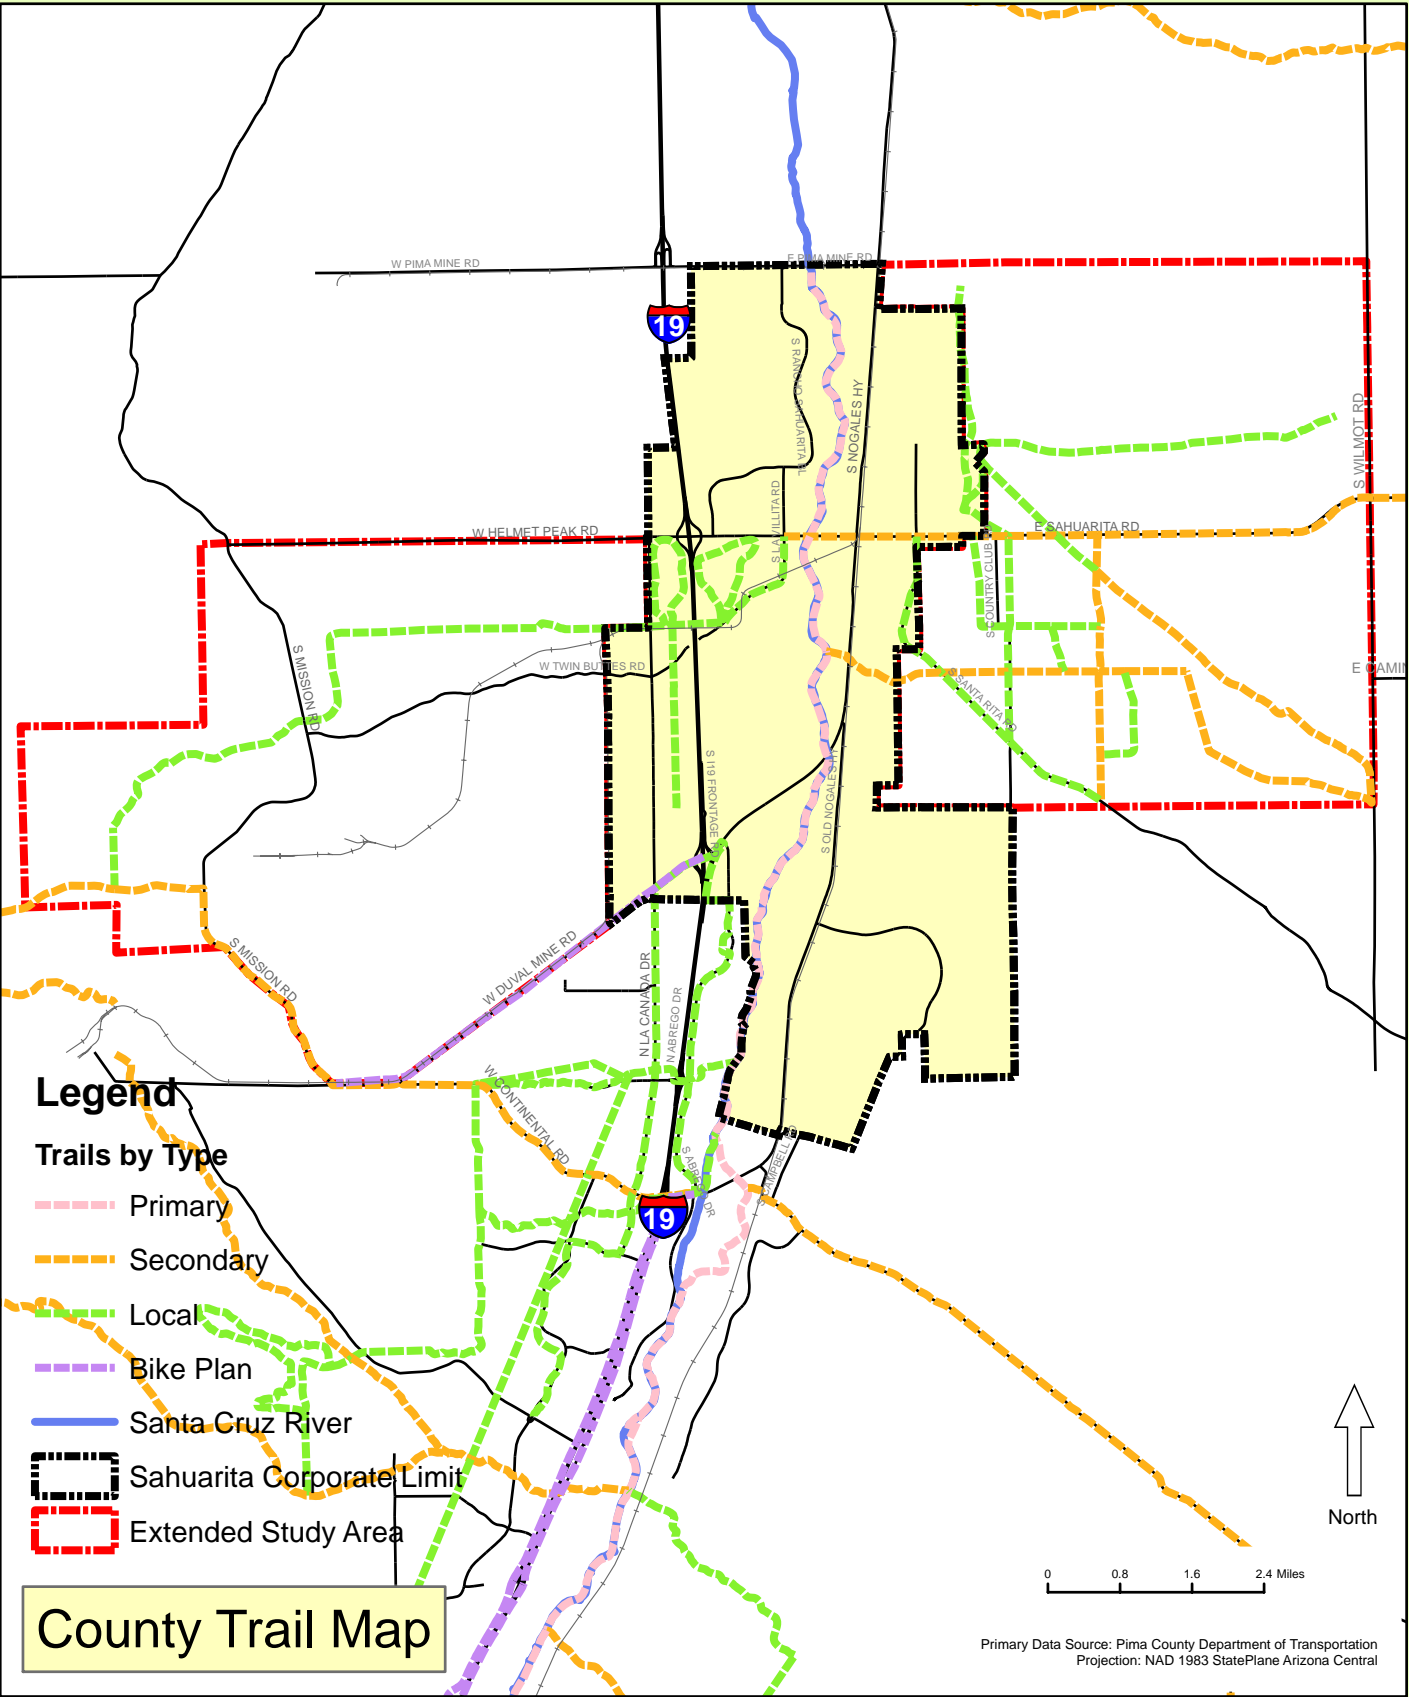 W PIMA MINE RD
E PIMA MINE RD
19
S RANCHO SAHUARITA BL
S NOGALES HY
S WILMOT RD
W HELMET PEAK RD
S LA VILLITA RD
E SAHUARITA RD
S COUNTRY CLUB
S MISSION RD
W TWIN BUTTES RD
S SANTA RITA RD
E CAMIN
S I19 FRONTAGE RD
S OLD NOGALES HY
S MISSION RD
W DUVAL MINE RD
N LA CANADA DR
N ABREGO DR
W CONTINENTAL RD
S ABREGO DR
S CAMPBELL RD
19
Legend
Trails by Type
Primary
Secondary
Local
Bike Plan
Santa Cruz River
Sahuarita Corporate Limit
Extended Study Area
County Trail Map
North
0 0.8 1.6 2.4 Miles
Primary Data Source: Pima County Department of Transportation
Projection: NAD 1983 StatePlane Arizona Central